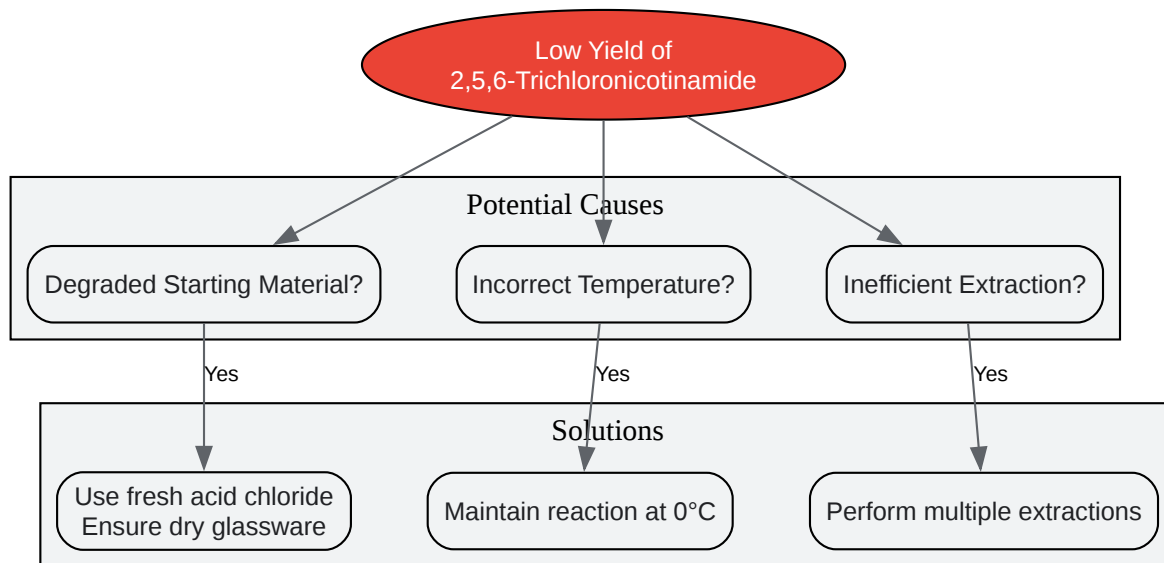 Low Yield of
2,5,6-Trichloronicotinamide
Potential Causes
Degraded Starting Material?
Incorrect Temperature?
Inefficient Extraction?
Yes
Yes
Yes
Solutions
Use fresh acid chloride
Ensure dry glassware
Maintain reaction at 0°C
Perform multiple extractions